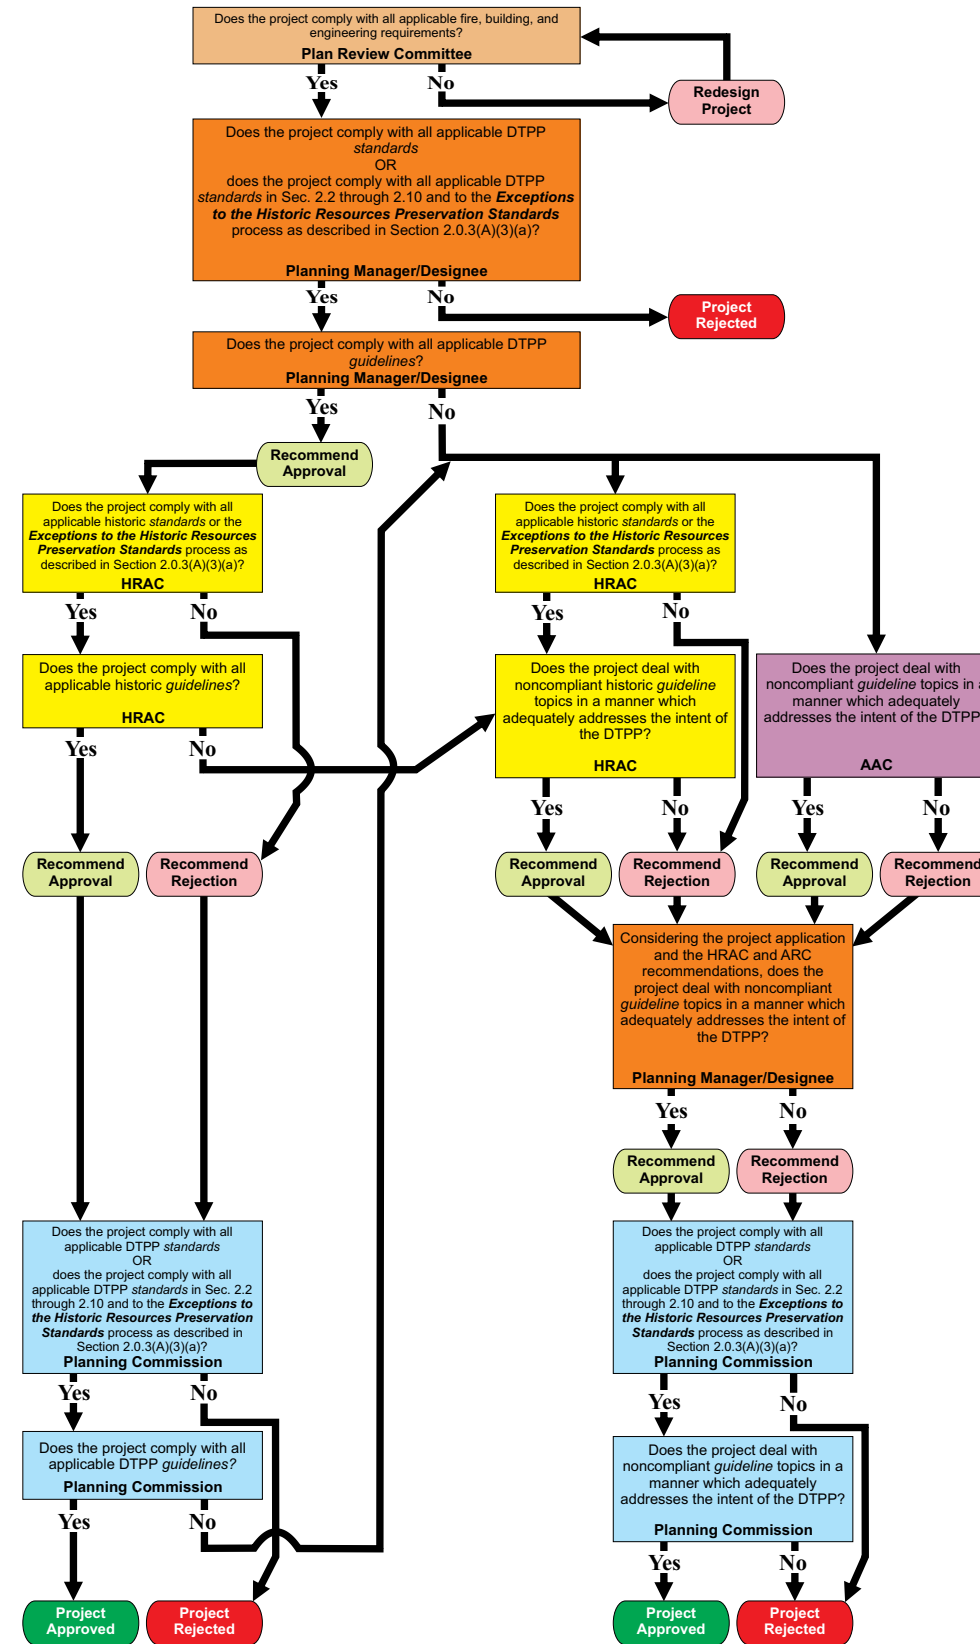 Does the project comply with all applicable fire, building, and
engineering requirements?
Plan Review Committee
Yes
No
Redesign
Project
Does the project comply with all applicable DTPP
standards
OR
does the project comply with all applicable DTPP
standards in Sec. 2.2 through 2.10 and to the Exceptions
to the Historic Resources Preservation Standards
process as described in Section 2.0.3(A)(3)(a)?
Planning Manager/Designee
Yes
No
Project
Rejected
Does the project comply with all applicable DTPP
guidelines?
Planning Manager/Designee
Yes
No
Recommend
Approval
Does the project comply with all
applicable historic standards or the
Exceptions to the Historic Resources
Preservation Standards process as
described in Section 2.0.3(A)(3)(a)?
HRAC
Yes
No
Does the project comply with all
applicable historic guidelines?
HRAC
Yes
No
Recommend
Approval
Recommend
Rejection
Does the project comply with all
applicable historic standards or the
Exceptions to the Historic Resources
Preservation Standards process as
described in Section 2.0.3(A)(3)(a)?
HRAC
Yes
No
Does the project deal with
noncompliant historic guideline
topics in a manner which
adequately addresses the intent of
the DTPP?
HRAC
Yes
No
Does the project deal with
noncompliant guideline topics in a
manner which adequately
addresses the intent of the DTPP
AAC
Yes
No
Recommend
Approval
Recommend
Rejection
Recommend
Approval
Recommend
Rejection
Considering the project application
and the HRAC and ARC
recommendations, does the
project deal with noncompliant
guideline topics in a manner which
adequately addresses the intent of
the DTPP?
Planning Manager/Designee
Yes
No
Recommend
Approval
Recommend
Rejection
Does the project comply with all
applicable DTPP standards
OR
does the project comply with all
applicable DTPP standards in Sec. 2.2
through 2.10 and to the Exceptions to
the Historic Resources Preservation
Standards process as described in
Section 2.0.3(A)(3)(a)?
Planning Commission
Yes
No
Does the project comply with all
applicable DTPP guidelines?
Planning Commission
Yes
No
Project
Approved
Project
Rejected
Does the project comply with all
applicable DTPP standards
OR
does the project comply with all
applicable DTPP standards in Sec. 2.2
through 2.10 and to the Exceptions to
the Historic Resources Preservation
Standards process as described in
Section 2.0.3(A)(3)(a)?
Planning Commission
Yes
No
Does the project deal with
noncompliant guideline topics in a
manner which adequately
addresses the intent of the DTPP?
Planning Commission
Yes
No
Project
Approved
Project
Rejected